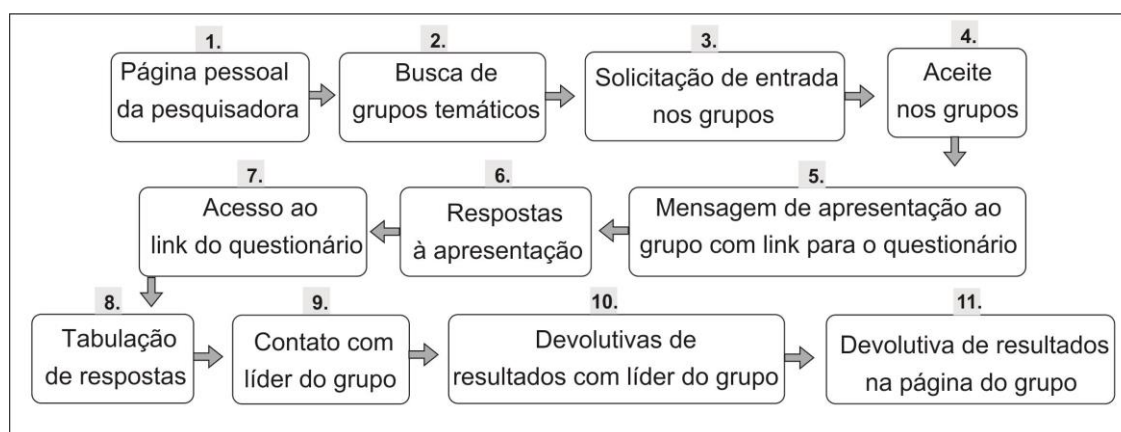 1.
Página pessoal
da pesquisadora
2.
Busca de
grupos temáticos
3.
Solicitação de entrada
nos grupos
4.
Aceite
nos grupos
5.
Mensagem de apresentação ao
grupo com link para o questionário
6.
Respostas
à apresentação
7.
Acesso ao
link do questionário
8.
Tabulação
de respostas
9.
Contato com
líder do grupo
10.
Devolutivas de
resultados com líder do grupo
11.
Devolutiva de resultados
na página do grupo